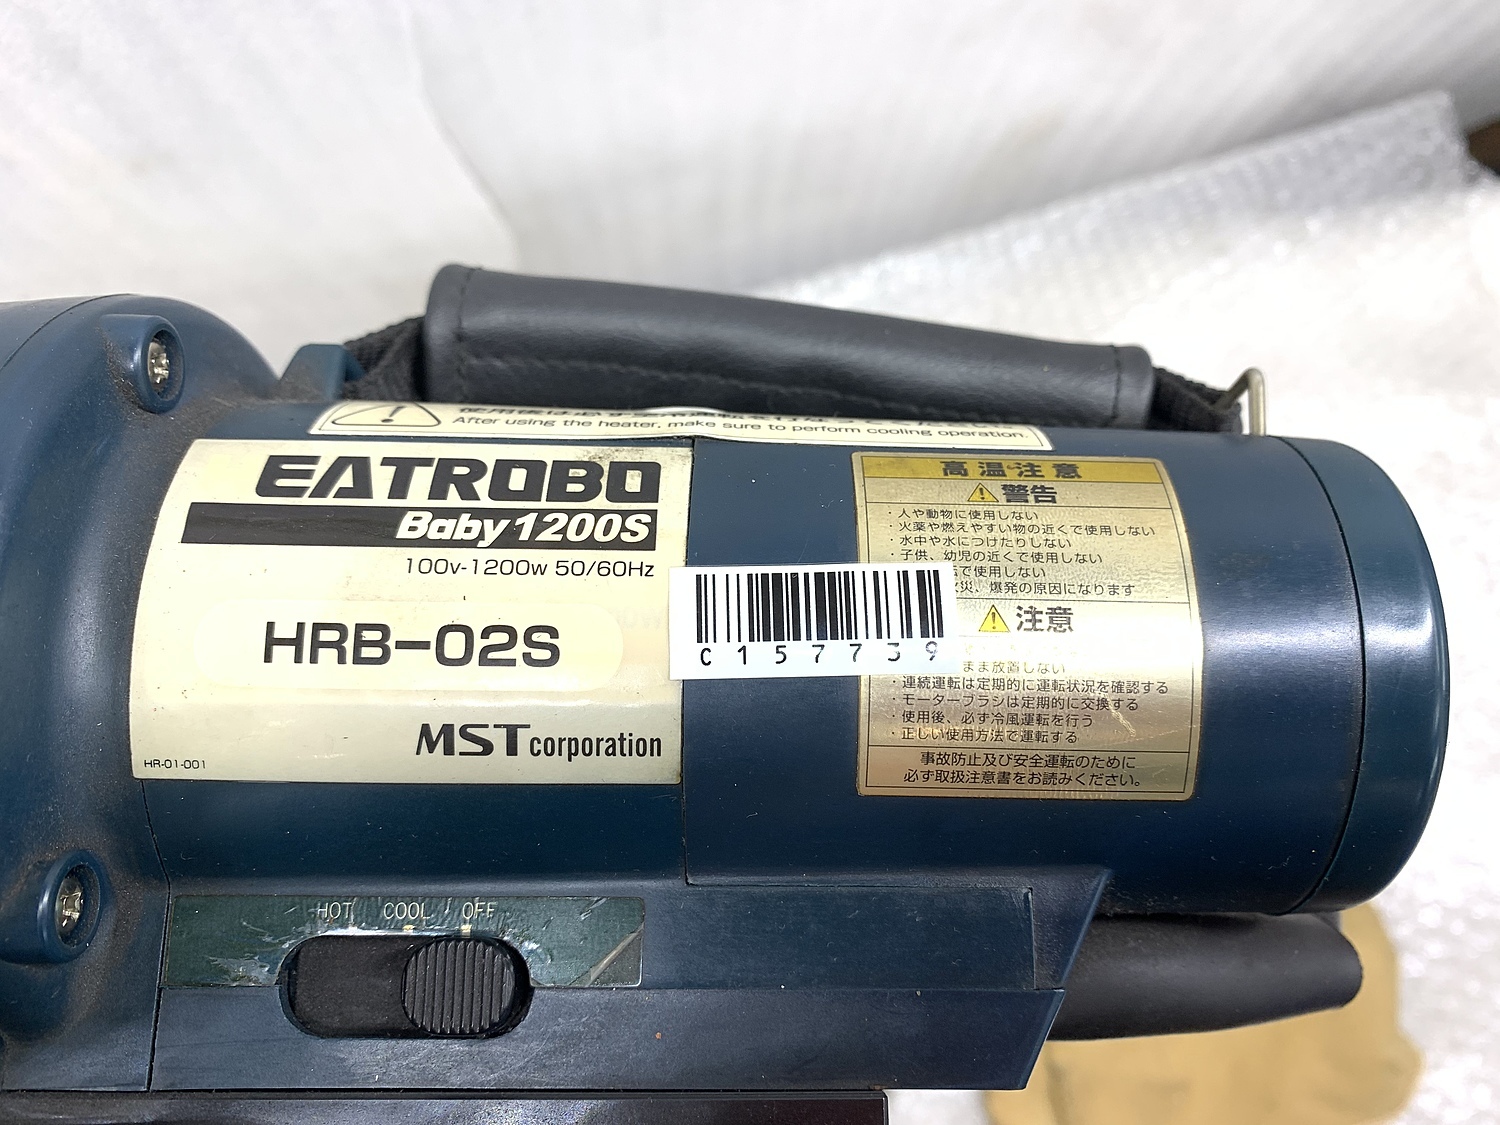 After using the heater, make sure to perform cooling operation.
EATROBO
Baby1200S
100v-1200w 50/60Hz
HRB-02S
MST corporation
HR-01-001
C157739
高温注意
警告
・人や動物に使用しない
・火薬や燃えやすい物の近くで使用しない
・水中や水につけたりしない
・子供、幼児の近くで使用しない
で使用しない
災、爆発の原因になります
注意
まま放置しない
・連続運転は定期的に運転状況を確認する
・モーターブラシは定期的に交換する
・使用後、必ず冷風運転を行う
・正しい使用方法で運転する
事故防止及び安全運転のために
必ず取扱注意書をお読みください。
HOT COOL OFF